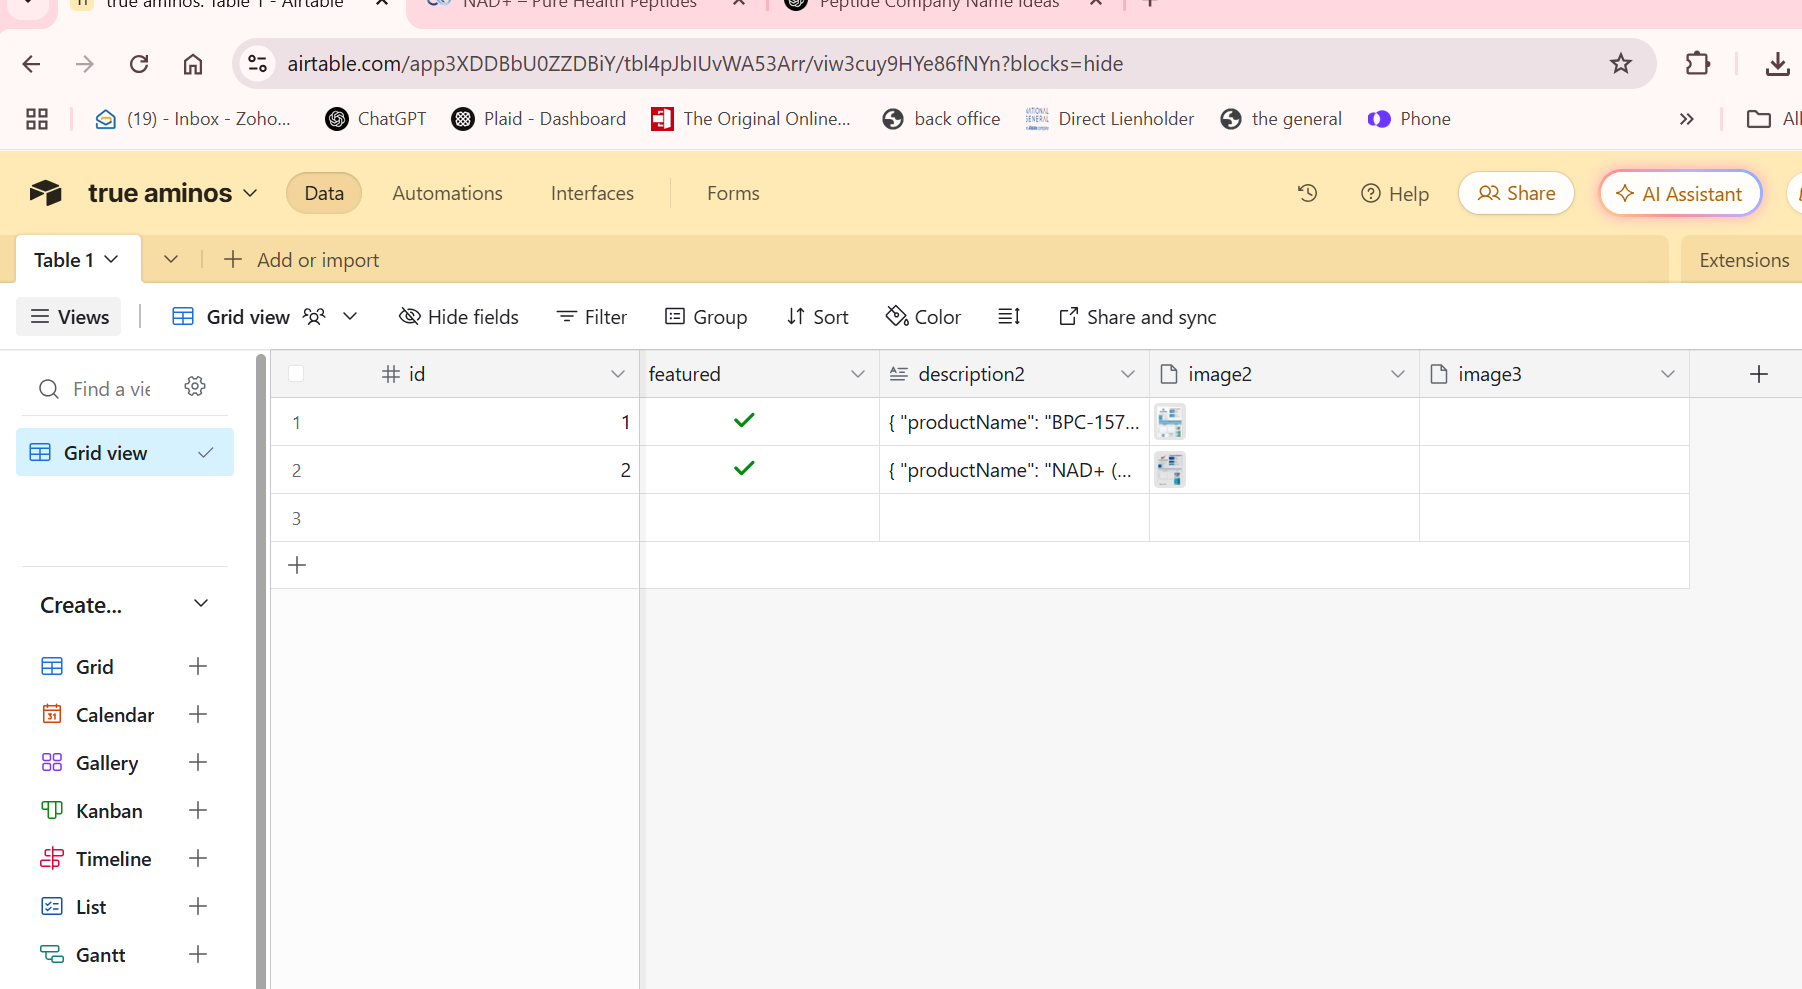 true aminos: Table 1 - Airtable
NAD+ – Pure Health Peptides
Peptide Company Name Ideas
airtable.com/app3XDDBbU0ZZDBiY/tbl4pJbIUvWA53Arr/viw3cuy9HYe86fNYn?blocks=hide
(19) - Inbox - Zoho...
ChatGPT
Plaid - Dashboard
The Original Online...
back office
NATIONAL GENERAL
Direct Lienholder
the general
Phone
All
true aminos
Data
Automations
Interfaces
Forms
Help
Share
AI Assistant
Table 1
Add or import
Extensions
Views
Grid view
Hide fields
Filter
Group
Sort
Color
Share and sync
Find a vie
id
featured
description2
image2
image3
1
1
{ "productName": "BPC-157...
Grid view
2
2
{ "productName": "NAD+ (...
3
Create...
Grid
31
Calendar
Gallery
Kanban
Timeline
List
Gantt